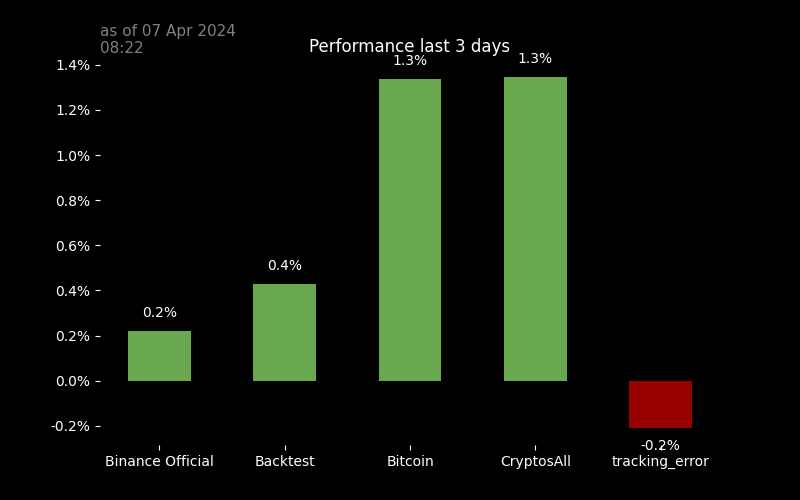 as of 07 Apr 2024
08:22
Performance last 3 days
1.4%
1.2%
1.0%
0.8%
0.6%
0.4%
0.2%
0.0%
-0.2%
0.2%
0.4%
1.3%
1.3%
-0.2%
Binance Official
Backtest
Bitcoin
CryptosAll
tracking_error